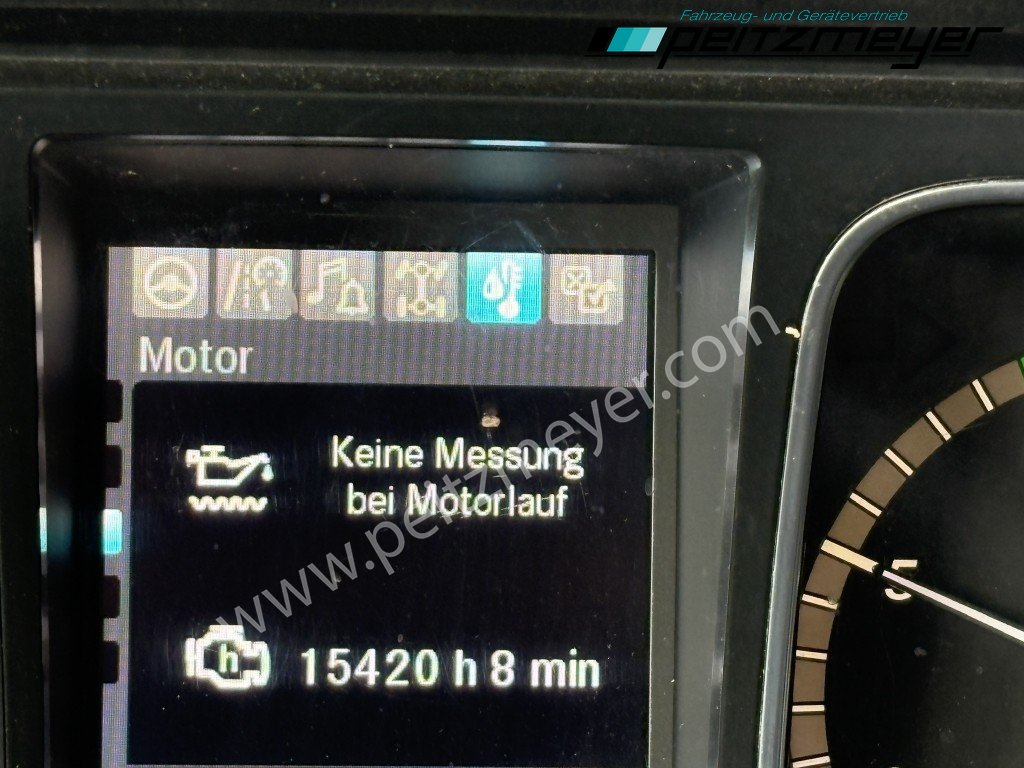 Fahrzeug- und Gerätevertrieb
peitzmeyer
Motor
Keine Messung
bei Motorlauf
www.peitzmeyer.com
h
15420 h 8 min
5